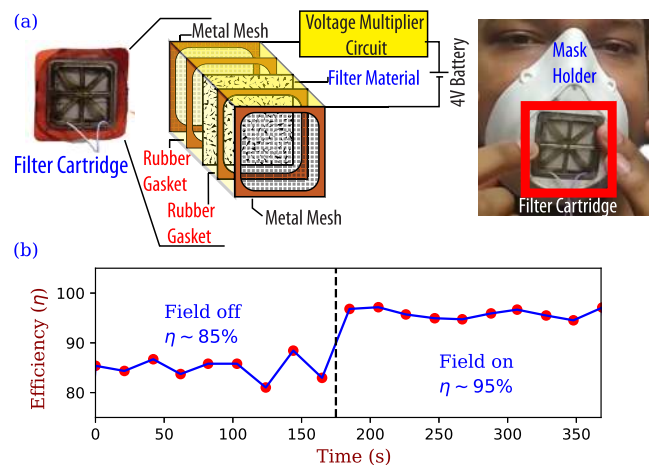 (a)
Metal Mesh
Voltage Multiplier
Circuit
Filter Material
4V Battery
Mask
Holder
Filter Cartridge
Rubber
Gasket
Rubber
Gasket
Metal Mesh
Filter Cartridge
(b)
Efficiency (η)
100
90
80
Field off
η ~ 85%
Field on
η ~ 95%
0
50
100
150
200
250
300
350
Time (s)